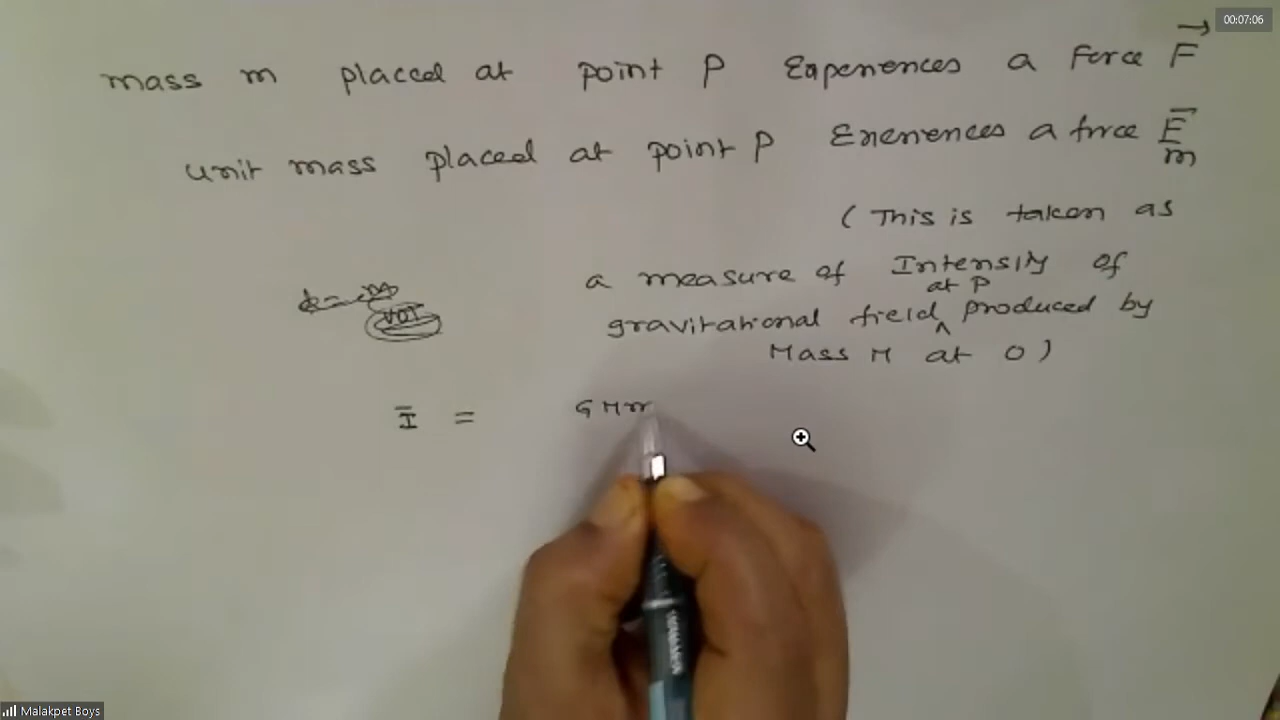 00:07:06
mass m placed at point P Experiences a Force F
unit mass placed at point P Exeriences a force F/m
(This is taken as
a measure of Intensity of
at P
gravitational field ^ produced by
Mass M at O)
I = GMm
Malakpet Boys